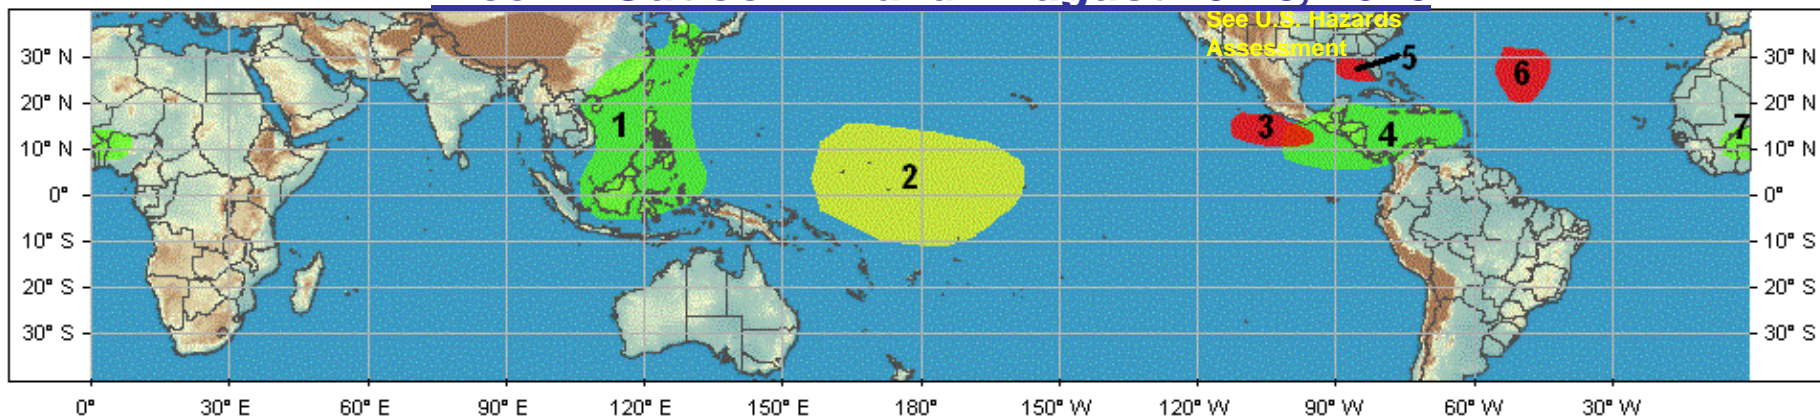 See U.S. Hazards
Assessment
30° N
20° N
10° N
0°
10° S
20° S
30° S
1
2
3
4
5
6
7
30° N
20° N
10° N
0°
10° S
20° S
30° S
0°
30° E
60° E
90° E
120° E
150° E
180°
150° W
120° W
90° W
60° W
30° W